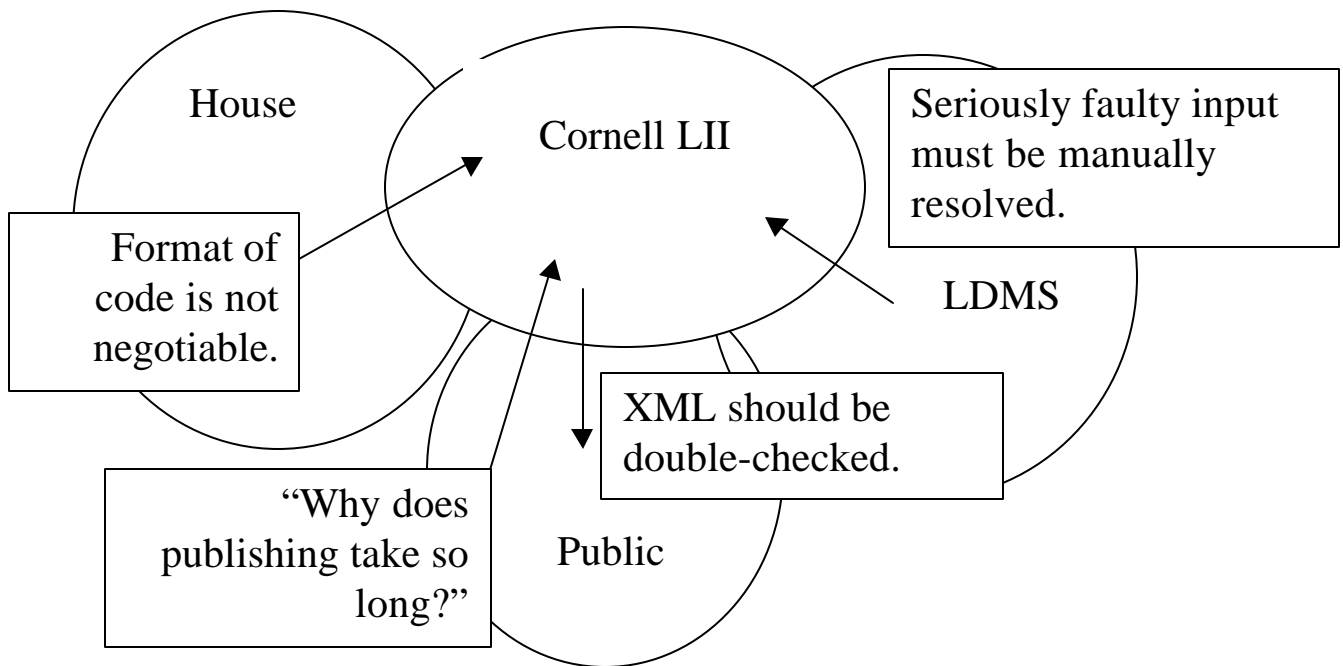 House
Cornell LII
Seriously faulty input
must be manually
resolved.
Format of
code is not
negotiable.
LDMS
XML should be
double-checked.
“Why does
publishing take so
long?”
Public